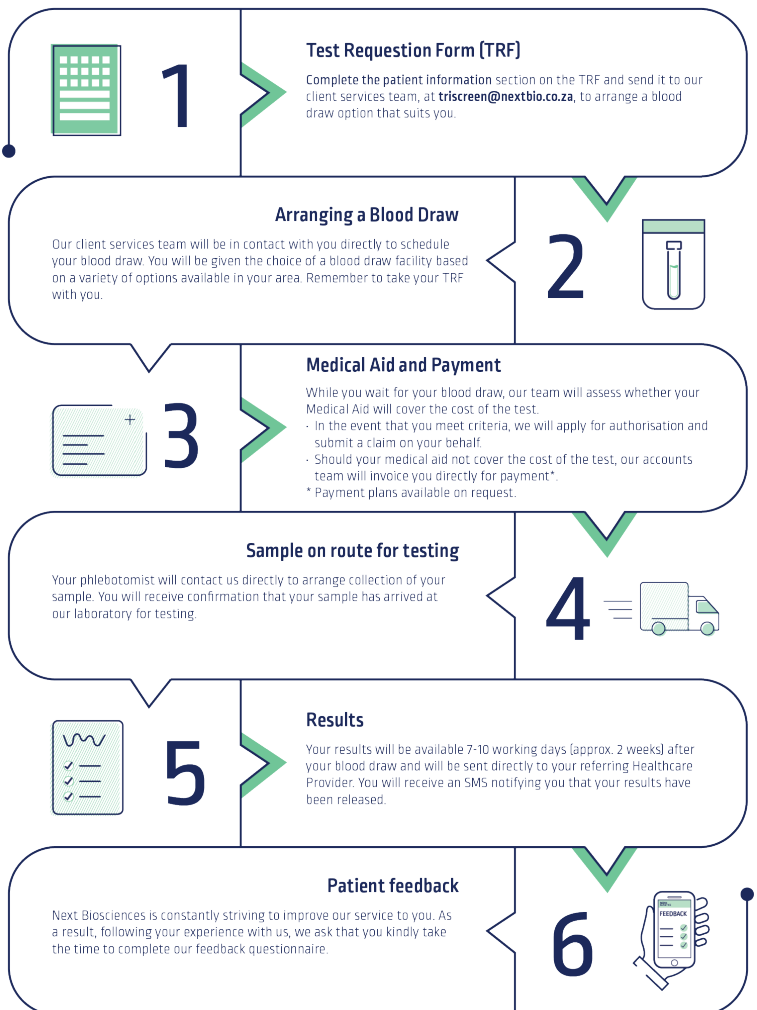 1
Test Requestion Form (TRF)
Complete the patient information section on the TRF and send it to our
client services team, at triscreen@nextbio.co.za, to arrange a blood
draw option that suits you.
Arranging a Blood Draw
Our client services team will be in contact with you directly to schedule
your blood draw. You will be given the choice of a blood draw facility based
on a variety of options available in your area. Remember to take your TRF
with you.
2
3
Medical Aid and Payment
While you wait for your blood draw, our team will assess whether your
Medical Aid will cover the cost of the test.
· In the event that you meet criteria, we will apply for authorisation and
submit a claim on your behalf.
· Should your medical aid not cover the cost of the test, our accounts
team will invoice you directly for payment*.
* Payment plans available on request.
Sample on route for testing
Your phlebotomist will contact us directly to arrange collection of your
sample. You will receive confirmation that your sample has arrived at
our laboratory for testing.
4
5
Results
Your results will be available 7-10 working days (approx. 2 weeks) after
your blood draw and will be sent directly to your referring Healthcare
Provider. You will receive an SMS notifying you that your results have
been released.
Patient feedback
Next Biosciences is constantly striving to improve our service to you. As
a result, following your experience with us, we ask that you kindly take
the time to complete our feedback questionnaire.
6
FEEDBACK